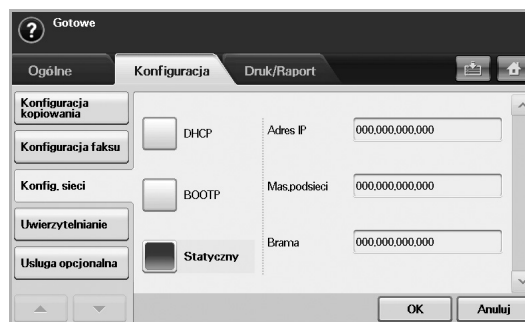 ? Gotowe
Ogólne Konfiguracja Druk/Raport
Konfiguracja
kopiowania
Konfiguracja faksu
Konfig. sieci
Uwierzytelnianie
Usługa opcjonalna
DHCP
BOOTP
Statyczny
Adres IP 000,000,000,000
Mas,podsieci 000,000,000,000
Brama 000,000,000,000
OK Anuluj